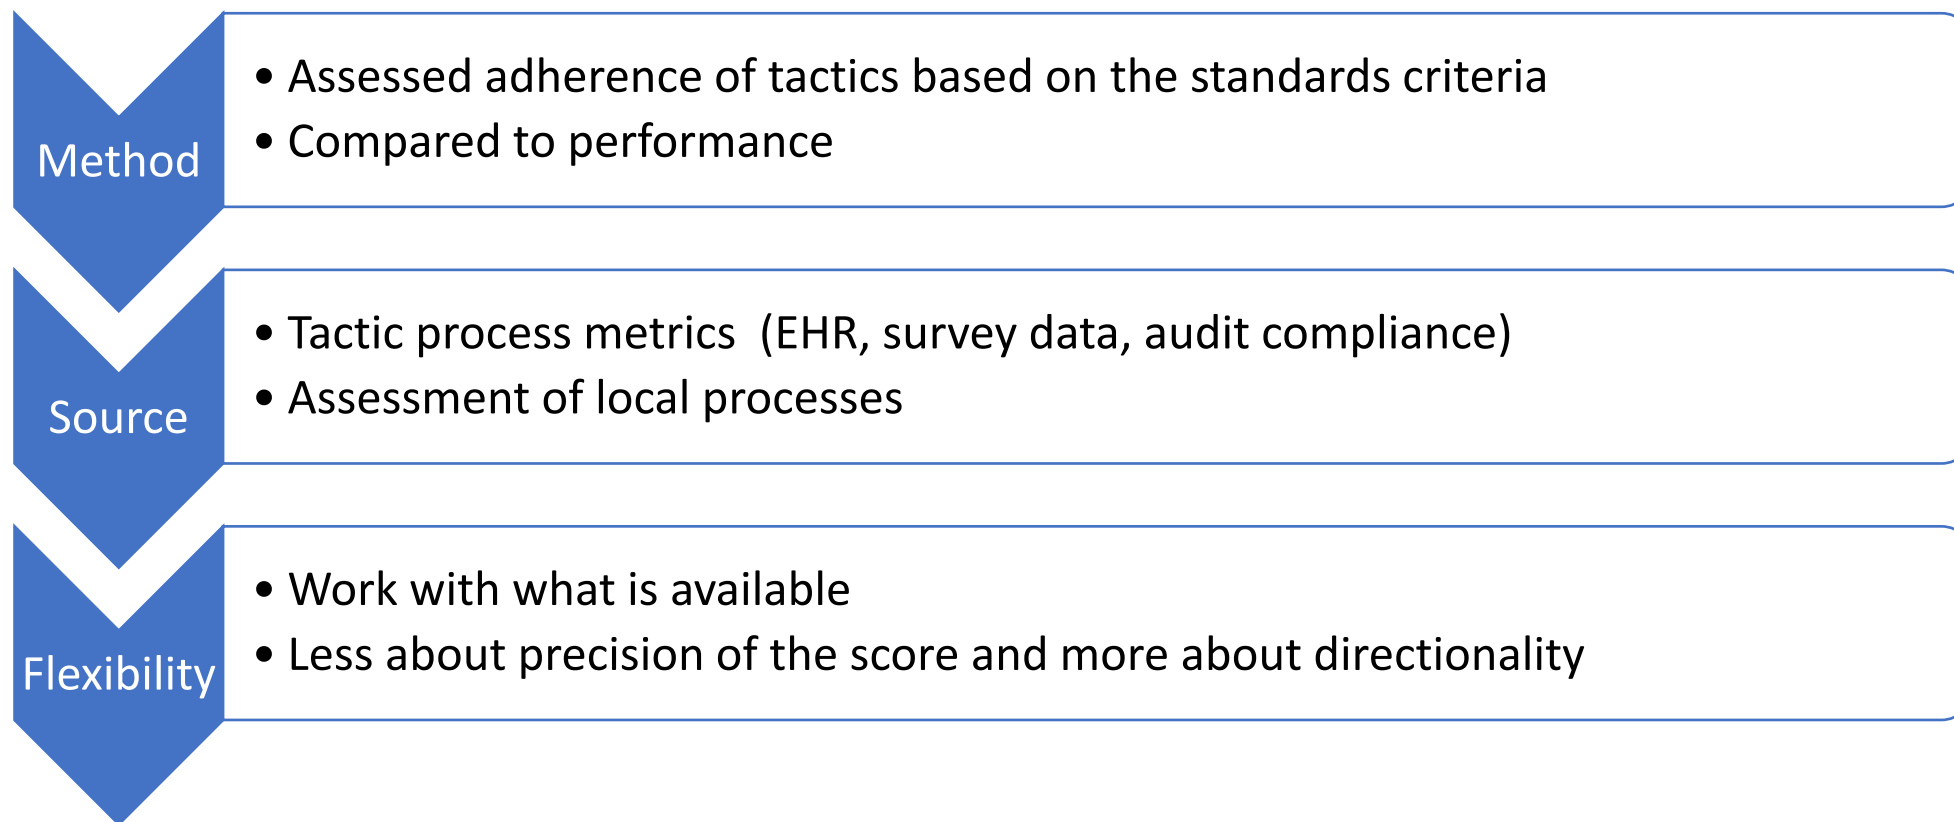 Method
• Assessed adherence of tactics based on the standards criteria
• Compared to performance
Source
• Tactic process metrics  (EHR, survey data, audit compliance)
• Assessment of local processes
Flexibility
• Work with what is available
• Less about precision of the score and more about directionality